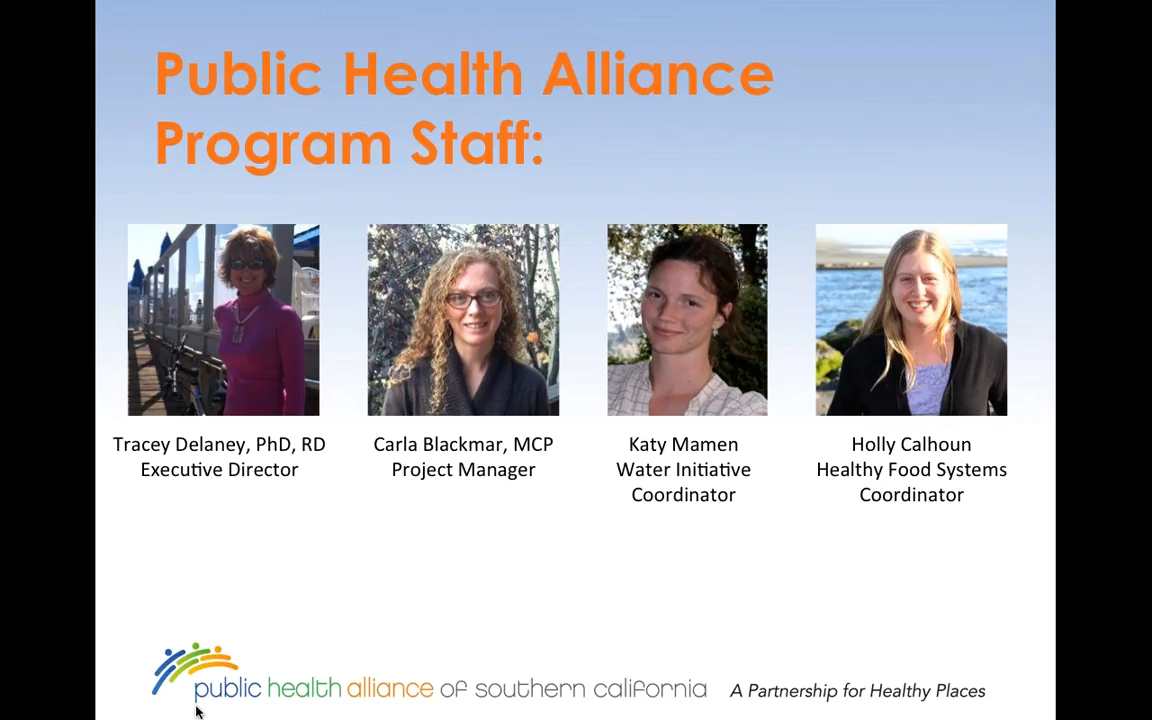 Public Health Alliance
Program Staff:
Tracey Delaney, PhD, RD
Executive Director
Carla Blackmar, MCP
Project Manager
Katy Mamen
Water Initiative
Coordinator
Holly Calhoun
Healthy Food Systems
Coordinator
public health alliance of southern california
A Partnership for Healthy Places